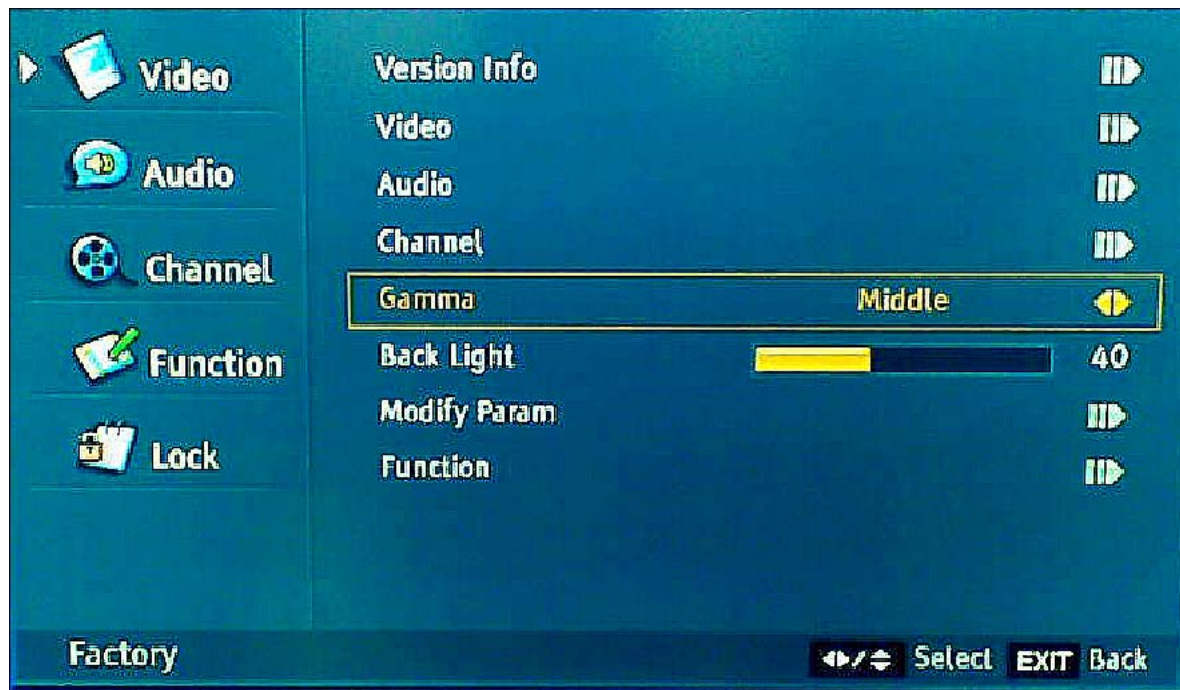 Video
Audio
Channel
Function
Lock
Version Info
Video
Audio
Channel
Gamma Middle
Back Light 40
Modify Param
Function
Factory
Select EXIT Back